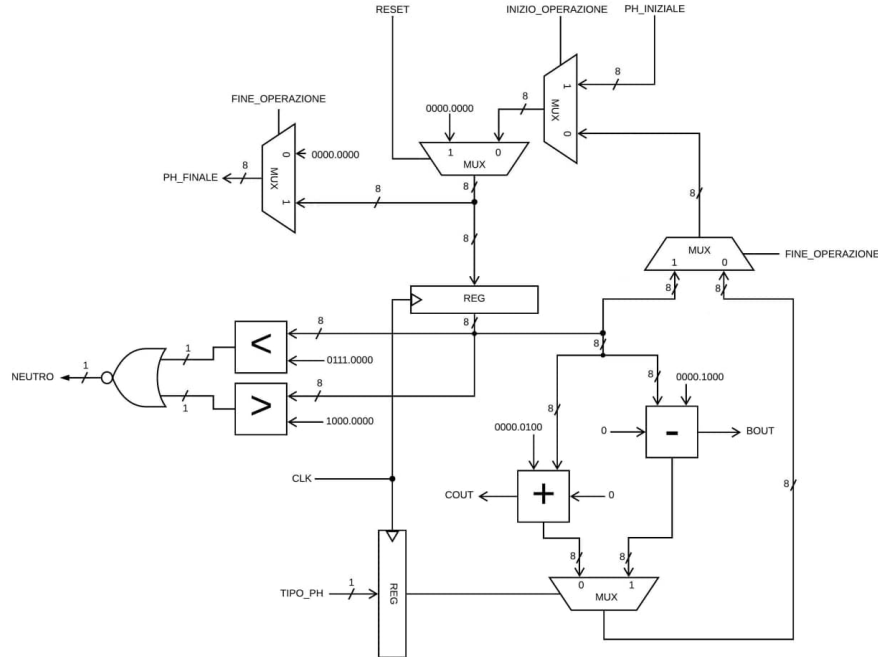 RESET
INIZIO_OPERAZIONE
PH_INIZIALE
8
1
MUX
0
8
FINE_OPERAZIONE
0000.0000
0
0000.0000
MUX
1
8
PH_FINALE
1
0
MUX
8
8
8
8
MUX
1
0
FINE_OPERAZIONE
8
8
REG
8
8
<
0111.0000
1
8
NEUTRO
1
8
>
1000.0000
1
8
8
0000.1000
0
-
BOUT
0000.0100
COUT
+
0
CLK
8
8
8
0
1
MUX
TIPO_PH
1
REG